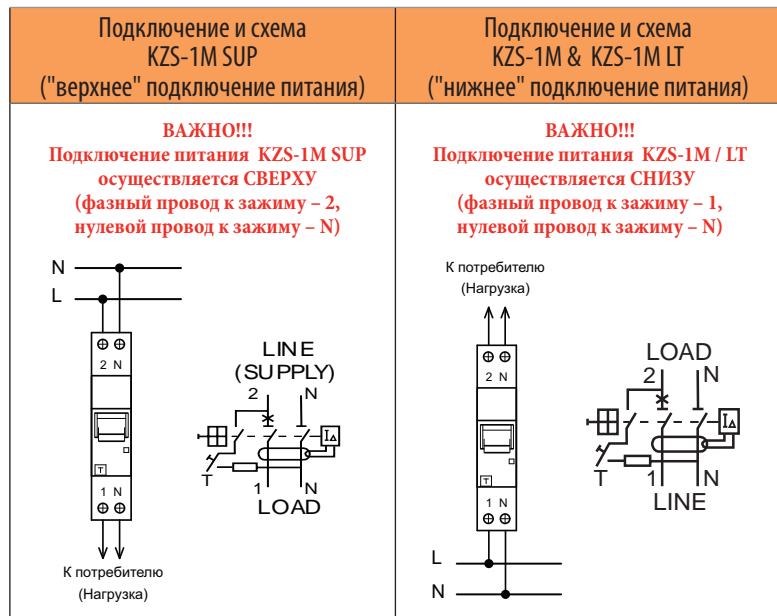 Подключение и схема
KZS-1M SUP
("верхнее" подключение питания)
ВАЖНО!!!
Подключение питания KZS-1M SUP
осуществляется СВЕРХУ
(фазный провод к зажиму – 2,
нулевой провод к зажиму – N)
N
L
2 N
T
1 N
К потребителю
(Нагрузка)
LINE
(SUPPLY)
2 N
I∆
T
1 N
LOAD
Подключение и схема
KZS-1M & KZS-1M LT
("нижнее" подключение питания)
ВАЖНО!!!
Подключение питания KZS-1M / LT
осуществляется СНИЗУ
(фазный провод к зажиму – 1,
нулевой провод к зажиму – N)
К потребителю
(Нагрузка)
2 N
T
1 N
L
N
LOAD
2 N
I∆
T
1 N
LINE